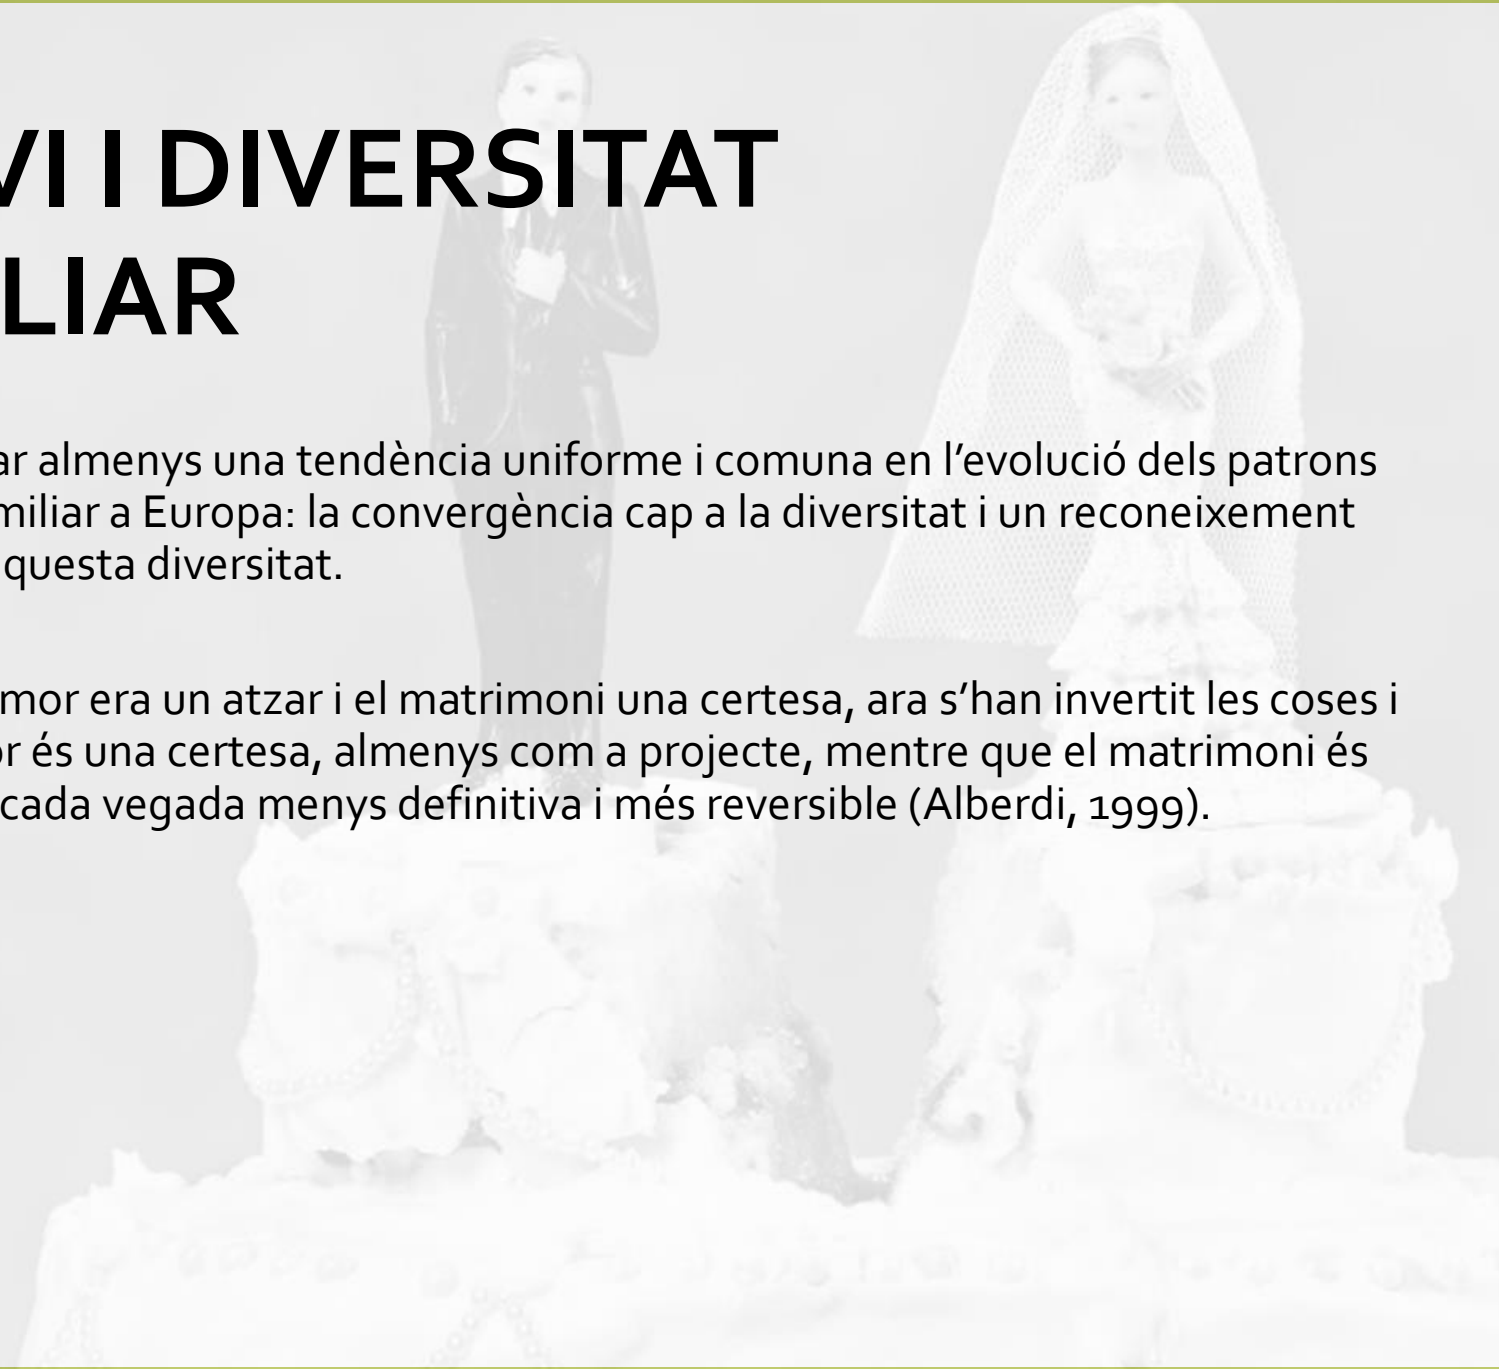 VI I DIVERSITAT
LIAR
ar almenys una tendència uniforme i comuna en l’evolució dels patrons
miliar a Europa: la convergència cap a la diversitat i un reconeixement
questa diversitat.
mor era un atzar i el matrimoni una certesa, ara s’han invertit les coses i
or és una certesa, almenys com a projecte, mentre que el matrimoni és
cada vegada menys definitiva i més reversible (Alberdi, 1999).